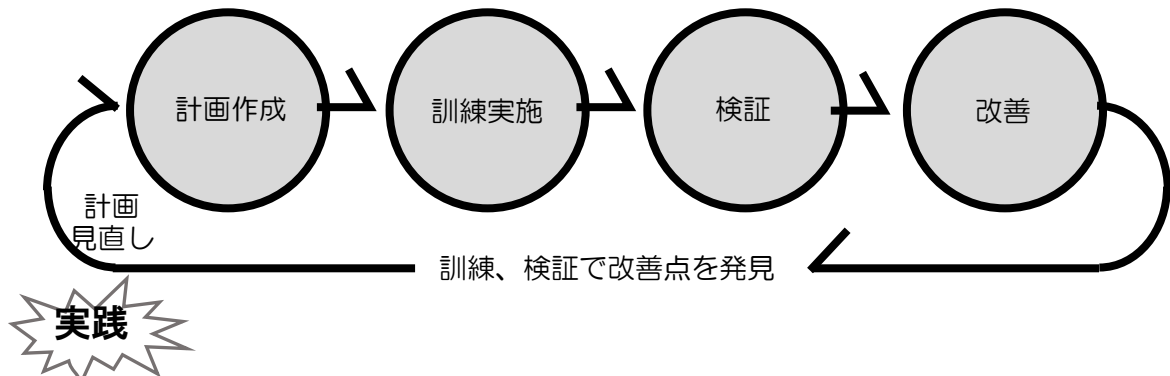 計画作成
訓練実施
検証
改善
計画
見直し
訓練、検証で改善点を発見
実践